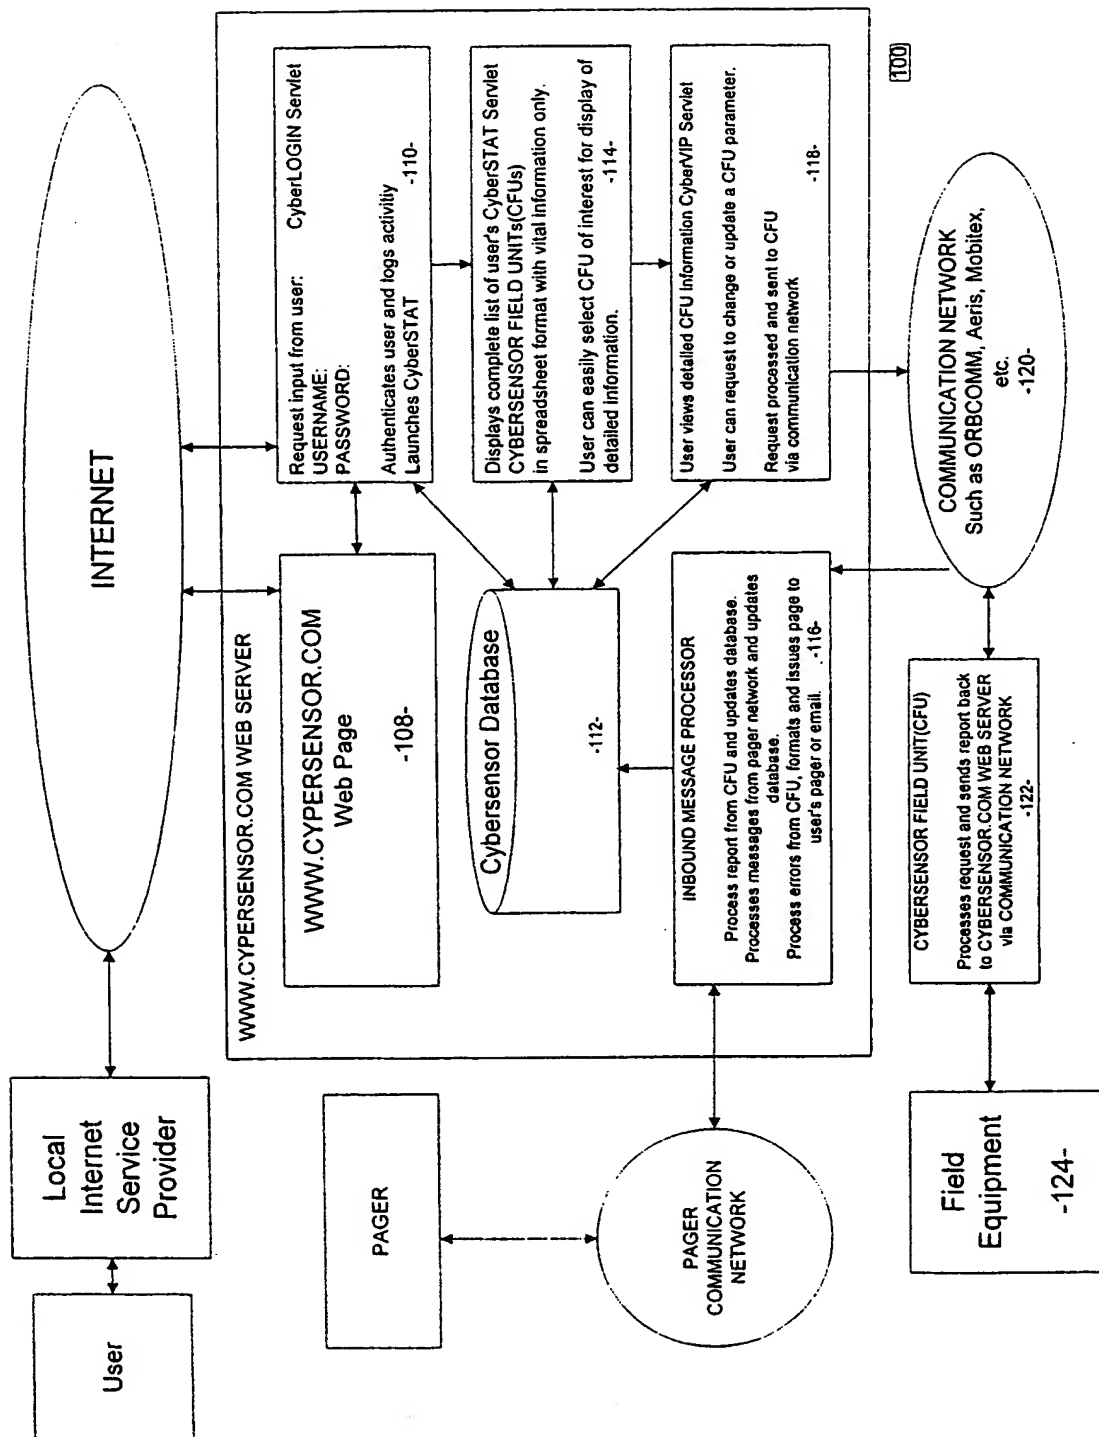 User
Local
Internet
Service
Provider
INTERNET
WWW.CYPERSENSOR.COM WEB SERVER
WWW.CYPERSENSOR.COM
Web Page
-108-
Request input from user: CyberLOGIN Servlet
USERNAME:
PASSWORD:
Authenticates user and logs activitiy
Launches CyberSTAT -110-
Cybersensor Database
-112-
Displays complete list of user's CyberSTAT Servlet
CYBERSENSOR FIELD UNITs(CFUs)
in spreadsheet format with vital information only.
User can easily select CFU of interest for display of
detailed information. -114-
PAGER
PAGER
COMMUNICATION
NETWORK
INBOUND MESSAGE PROCESSOR
Process report from CFU and updates database.
Processes messages from pager network and updates
database.
Process errors from CFU, formats and issues page to
user's pager or email. -116-
User views detailed CFU Information CyberVIP Servlet
User can request to change or update a CFU parameter.
Request processed and sent to CFU
via communication network -118-
100
Field
Equipment
-124-
CYBERSENSOR FIELD UNIT(CFU)
Processes request and sends report back
to CYBERSENSOR.COM WEB SERVER
via COMMUNICATION NETWORK
-122-
COMMUNICATION NETWORK
Such as ORBCOMM, Aeris, Mobitex,
etc.
-120-